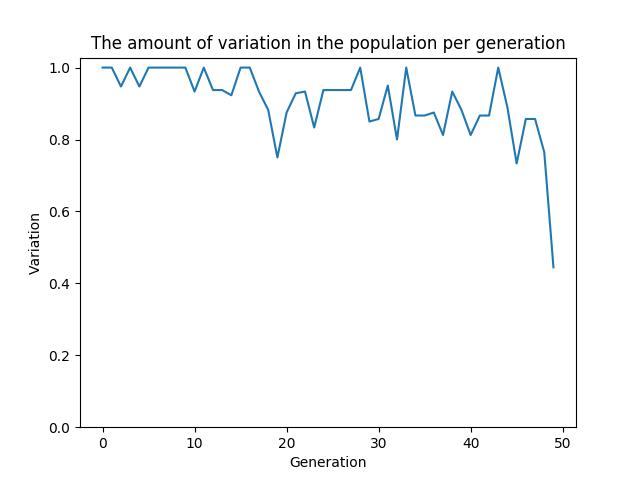 The amount of variation in the population per generation
1.0
0.8
0.6
0.4
0.2
0.0
Variation
0 10 20 30 40 50
Generation